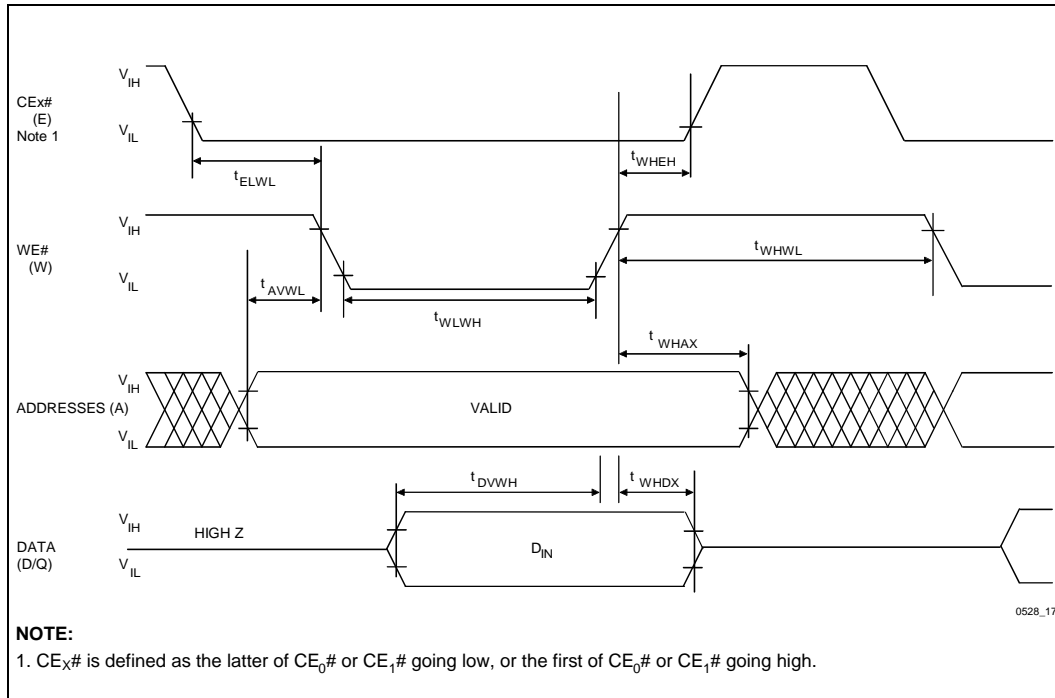 V_IH
CEx#
(E)
Note 1
V_IL
t_WHEH
t_ELWL
V_IH
WE#
(W)
t_WHWL
V_IL
t_AVWL
t_WLWH
t_WHAX
V_IH
ADDRESSES (A)
VALID
V_IL
t_DVWH
t_WHDX
V_IH
HIGH Z
DATA
(D/Q)
D_IN
V_IL
0528_17
NOTE:
1. CE_X# is defined as the latter of CE_0# or CE_1# going low, or the first of CE_0# or CE_1# going high.